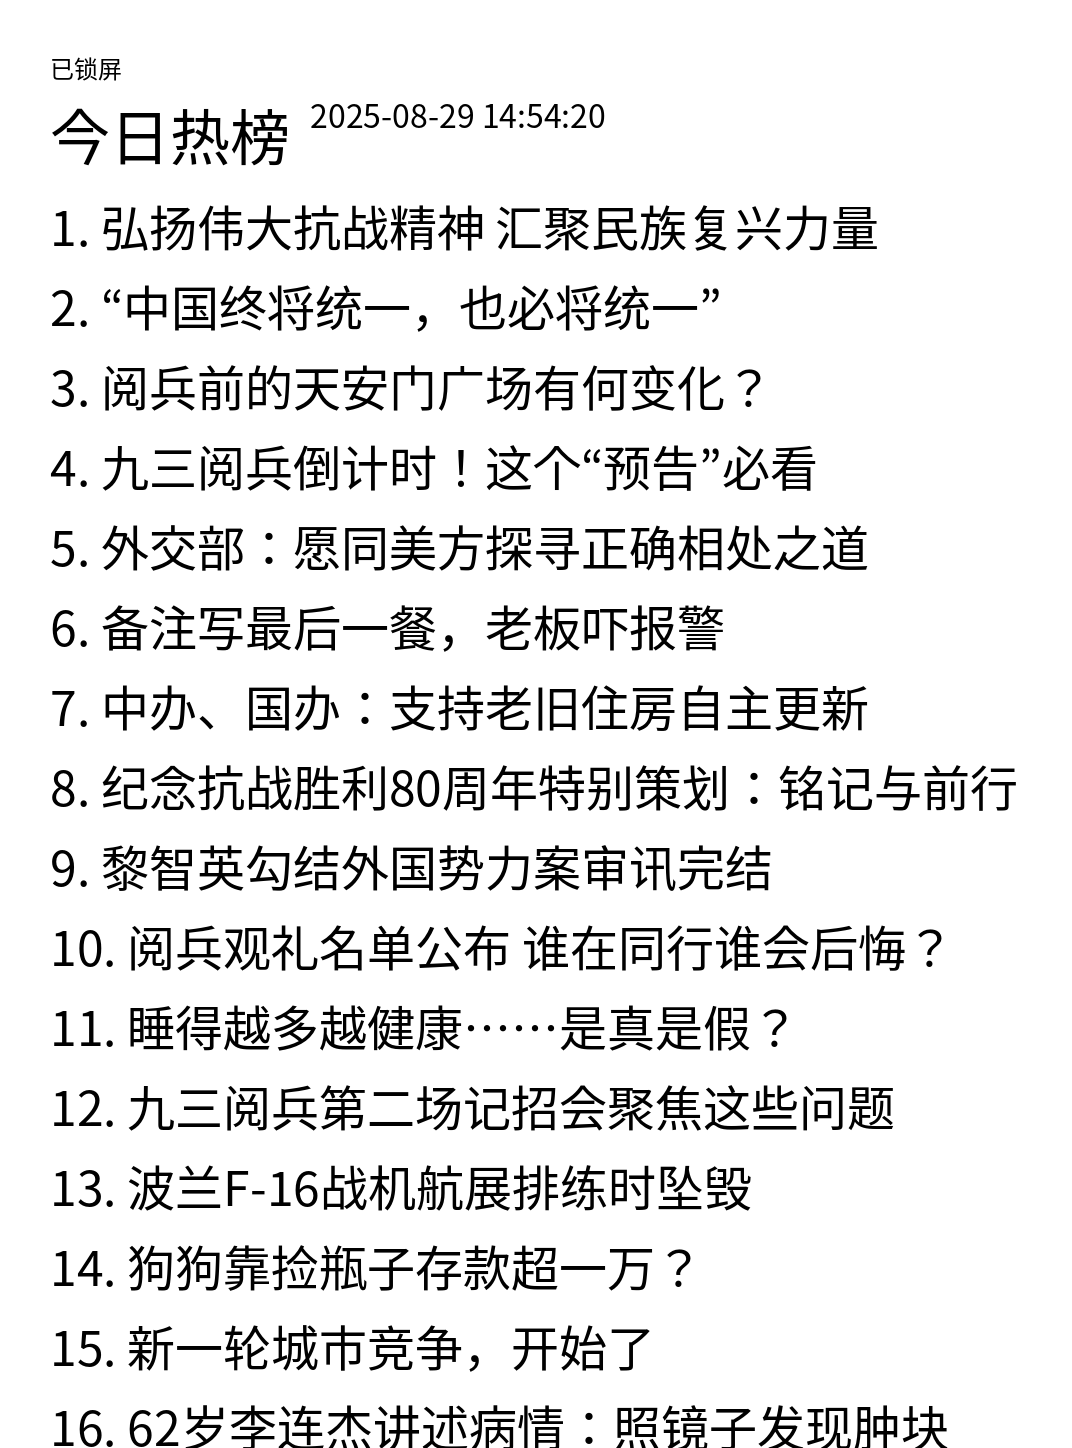 已锁屏
今日热榜 2025-08-29 14:54:20
1. 弘扬伟大抗战精神 汇聚民族复兴力量
2. “中国终将统一，也必将统一”
3. 阅兵前的天安门广场有何变化？
4. 九三阅兵倒计时！这个“预告”必看
5. 外交部：愿同美方探寻正确相处之道
6. 备注写最后一餐，老板吓报警
7. 中办、国办：支持老旧住房自主更新
8. 纪念抗战胜利80周年特别策划：铭记与前行
9. 黎智英勾结外国势力案审讯完结
10. 阅兵观礼名单公布 谁在同行谁会后悔？
11. 睡得越多越健康……是真是假？
12. 九三阅兵第二场记招会聚焦这些问题
13. 波兰F-16战机航展排练时坠毁
14. 狗狗靠捡瓶子存款超一万？
15. 新一轮城市竞争，开始了
16. 62岁李连杰讲述病情：照镜子发现肿块